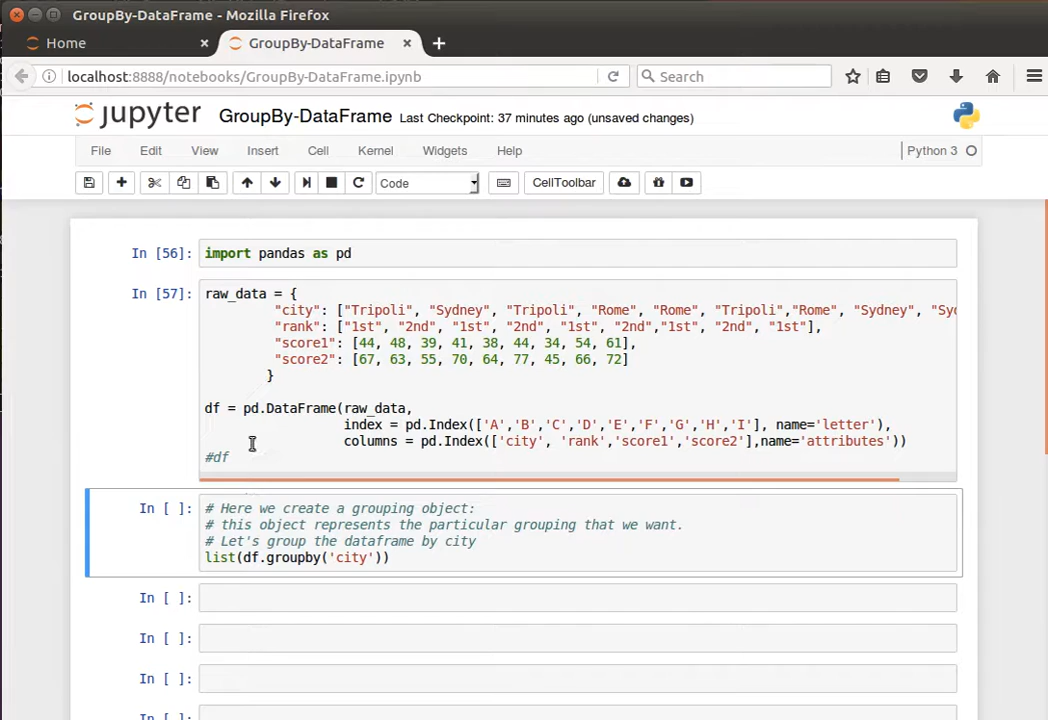 GroupBy-DataFrame - Mozilla Firefox
Home
GroupBy-DataFrame
localhost:8888/notebooks/GroupBy-DataFrame.ipynb
Search
jupyter GroupBy-DataFrame Last Checkpoint: 37 minutes ago (unsaved changes)
File Edit View Insert Cell Kernel Widgets Help Python 3
Code CellToolbar
In [56]: import pandas as pd
In [57]: raw_data = {
"city": ["Tripoli", "Sydney", "Tripoli", "Rome", "Rome", "Tripoli","Rome", "Sydney", "Sy
"rank": ["1st", "2nd", "1st", "2nd", "1st", "2nd","1st", "2nd", "1st"],
"score1": [44, 48, 39, 41, 38, 44, 34, 54, 61],
"score2": [67, 63, 55, 70, 64, 77, 45, 66, 72]
}
df = pd.DataFrame(raw_data,
index = pd.Index(['A','B','C','D','E','F','G','H','I'], name='letter'),
columns = pd.Index(['city', 'rank','score1','score2'],name='attributes'))
#df
In [ ]: # Here we create a grouping object:
# this object represents the particular grouping that we want.
# Let's group the dataframe by city
list(df.groupby('city'))
In [ ]:
In [ ]:
In [ ]: